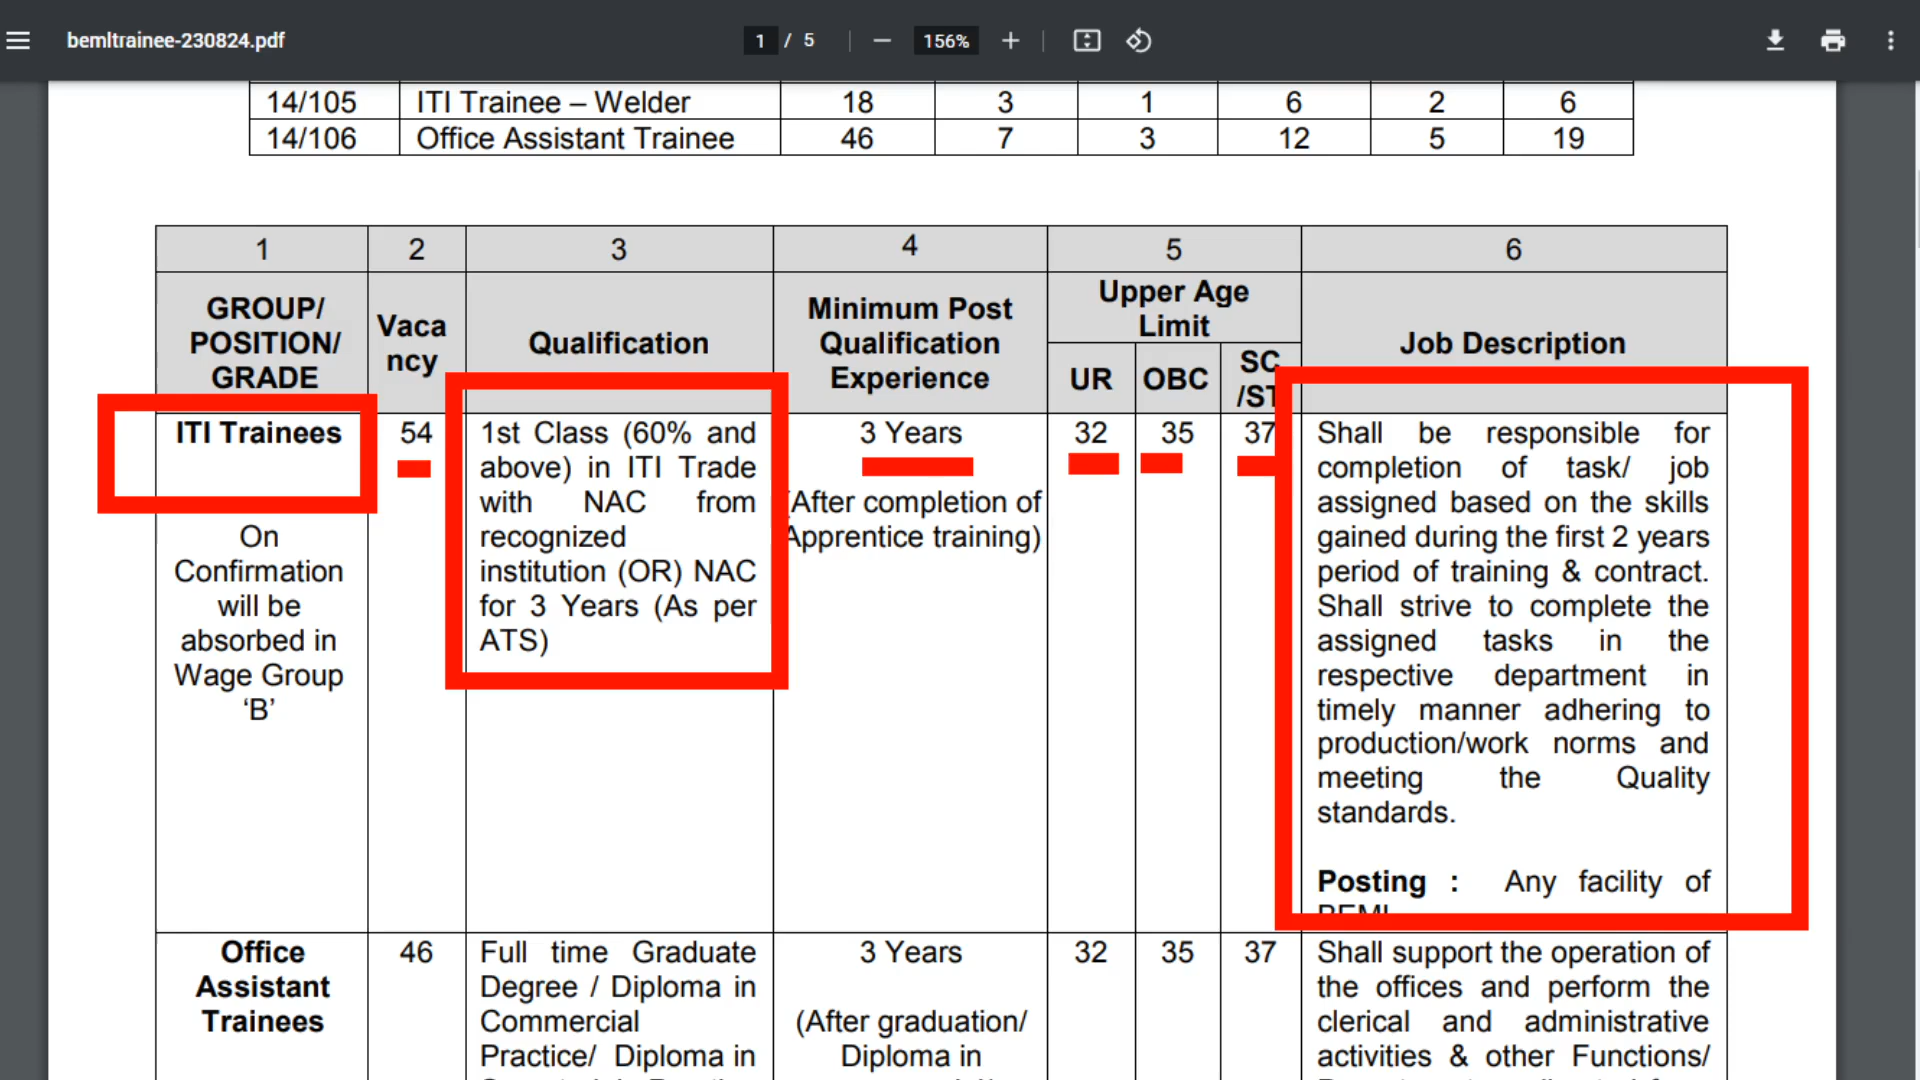 bemltrainee-230824.pdf
1 / 5
156%
14/105 ITI Trainee – Welder 18 3 1 6 2 6
14/106 Office Assistant Trainee 46 7 3 12 5 19
1 2 3 4 5 6
GROUP/
POSITION/
GRADE
Vaca
ncy
Qualification
Minimum Post
Qualification
Experience
Upper Age
Limit
UR OBC SC
/ST
Job Description
ITI Trainees
On
Confirmation
will be
absorbed in
Wage Group
‘B’
54
1st Class (60% and
above) in ITI Trade
with NAC from
recognized
institution (OR) NAC
for 3 Years (As per
ATS)
3 Years
(After completion of
Apprentice training)
32 35 37
Shall be responsible for
completion of task/ job
assigned based on the skills
gained during the first 2 years
period of training & contract.
Shall strive to complete the
assigned tasks in the
respective department in
timely manner adhering to
production/work norms and
meeting the Quality
standards.
Posting : Any facility of
BEML
Office
Assistant
Trainees
46
Full time Graduate
Degree / Diploma in
Commercial
Practice/ Diploma in
3 Years
(After graduation/
Diploma in
32 35 37
Shall support the operation of
the offices and perform the
clerical and administrative
activities & other Functions/